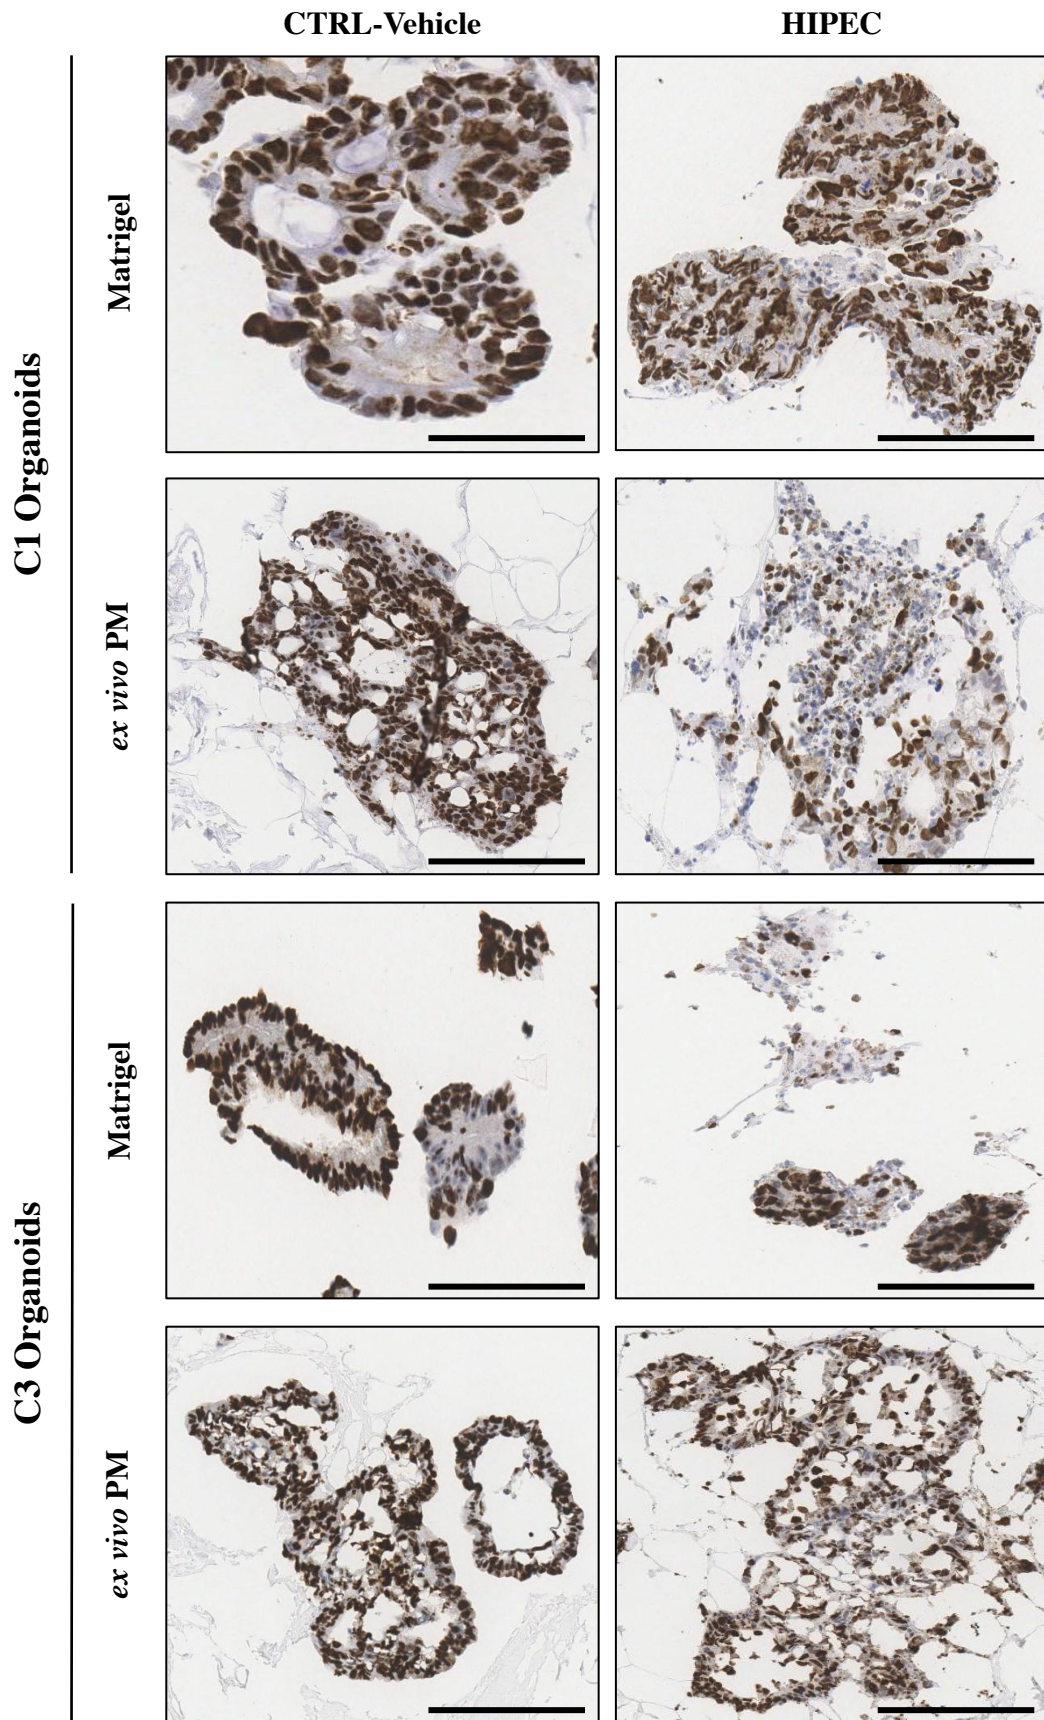 CTRL-Vehicle
HIPEC
C1 Organoids
Matrigel
ex vivo PM
C3 Organoids
Matrigel
ex vivo PM